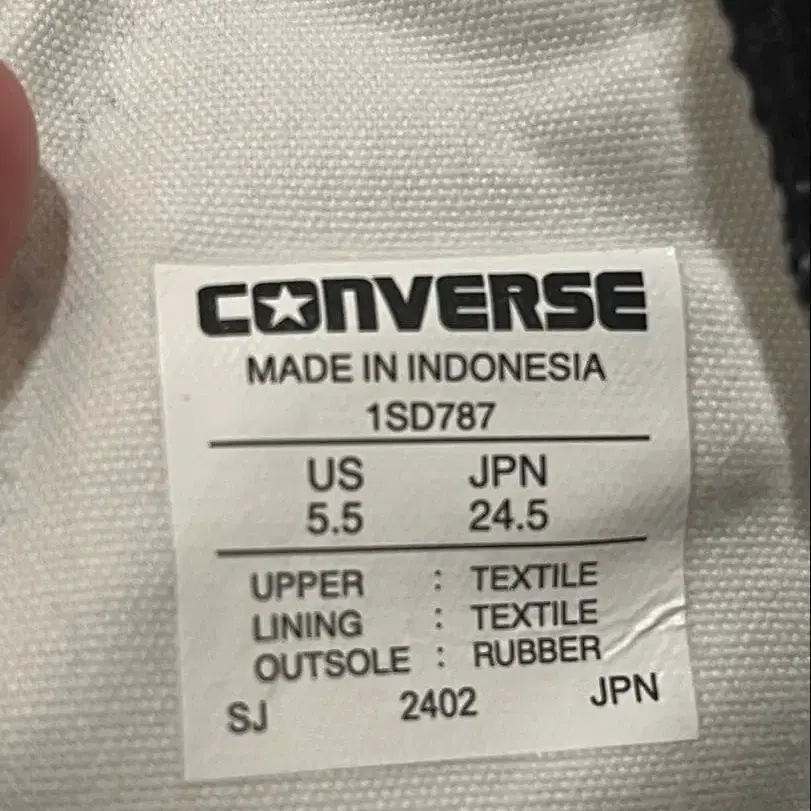 CONVERSE
MADE IN INDONESIA
1SD787
US JPN
5.5 24.5
UPPER : TEXTILE
LINING : TEXTILE
OUTSOLE : RUBBER
SJ 2402 JPN